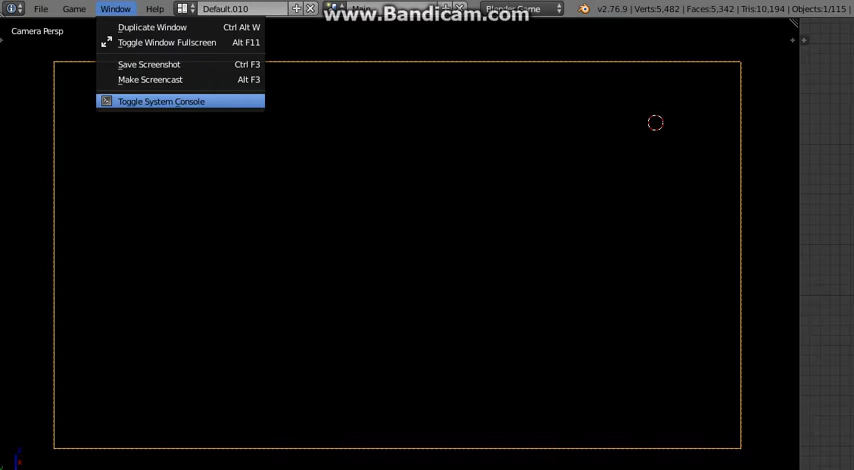 File Game Window Help Default.010 www.Bandicam.com Blender Game v2.76.9 | Verts:5,482 | Faces:5,342 | Tris:10,194 | Objects:1/115 |
Camera Persp
Duplicate Window Ctrl Alt W
Toggle Window Fullscreen Alt F11
Save Screenshot Ctrl F3
Make Screencast Alt F3
Toggle System Console